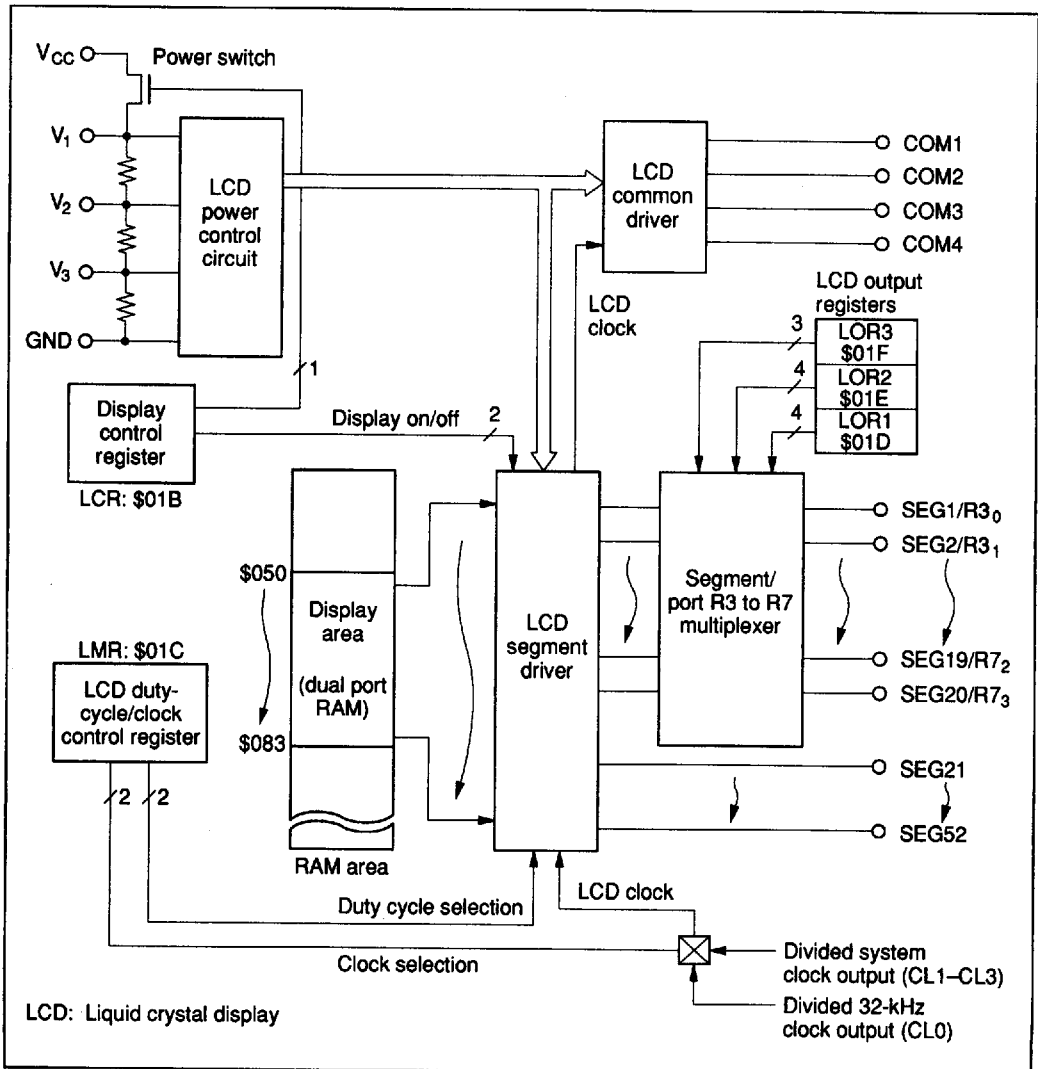 VCC
Power switch
V1
V2
V3
GND
LCD
power
control
circuit
LCD
common
driver
COM1
COM2
COM3
COM4
LCD
clock
LCD output
registers
LOR3
$01F
LOR2
$01E
LOR1
$01D
3
4
4
1
Display
control
register
LCR: $01B
Display on/off
2
$050
Display
area
(dual port
RAM)
$083
RAM area
LCD
segment
driver
Segment/
port R3 to R7
multiplexer
SEG1/R30
SEG2/R31
SEG19/R72
SEG20/R73
SEG21
SEG52
LMR: $01C
LCD duty-
cycle/clock
control register
2
2
Duty cycle selection
LCD clock
Clock selection
Divided system
clock output (CL1–CL3)
Divided 32-kHz
clock output (CL0)
LCD: Liquid crystal display